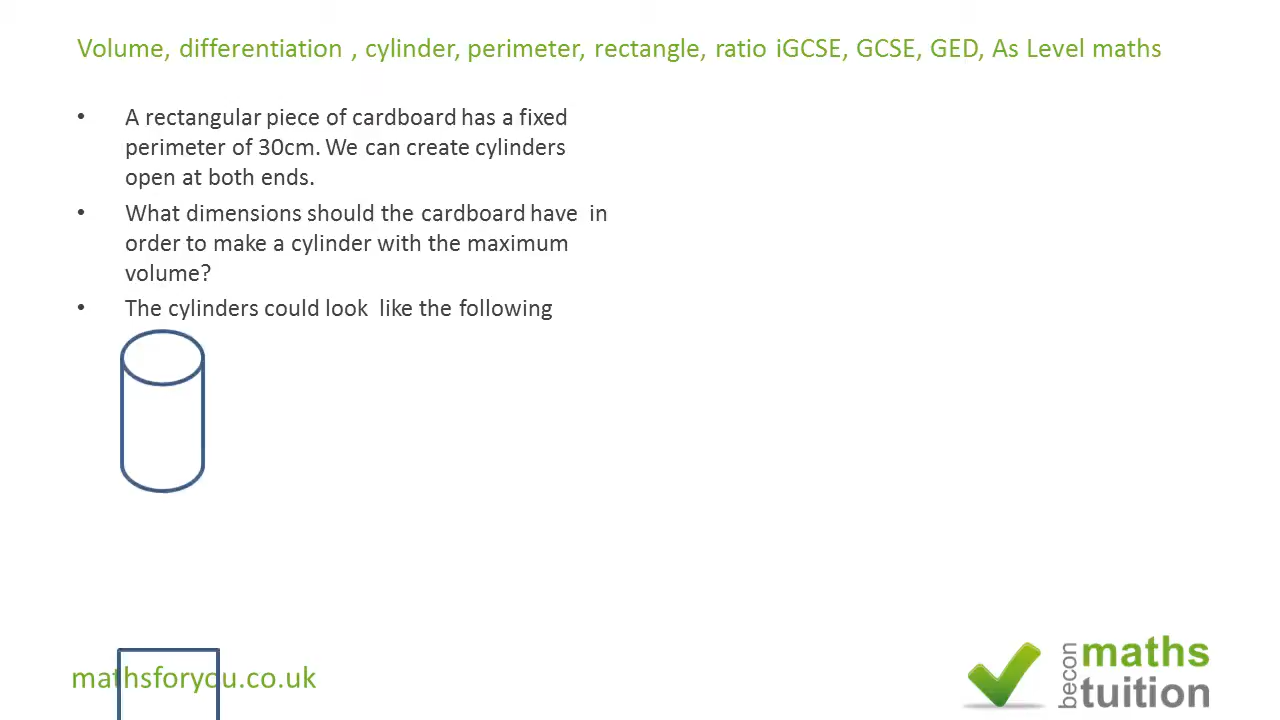 Volume, differentiation , cylinder, perimeter, rectangle, ratio iGCSE, GCSE, GED, As Level maths
• A rectangular piece of cardboard has a fixed
perimeter of 30cm. We can create cylinders
open at both ends.
• What dimensions should the cardboard have in
order to make a cylinder with the maximum
volume?
• The cylinders could look like the following
mathsforyou.co.uk
becon
maths
tuition